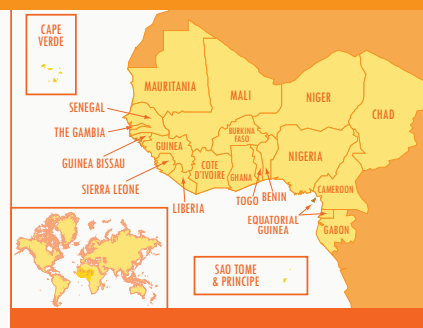 CAPE
VERDE
MAURITANIA
MALI
NIGER
CHAD
SENEGAL
THE GAMBIA
GUINEA BISSAU
GUINEA
SIERRA LEONE
LIBERIA
COTE
D'IVOIRE
BURKINA
FASO
GHANA
TOGO
BENIN
NIGERIA
CAMEROON
EQUATORIAL
GUINEA
GABON
SAO TOME
& PRINCIPE